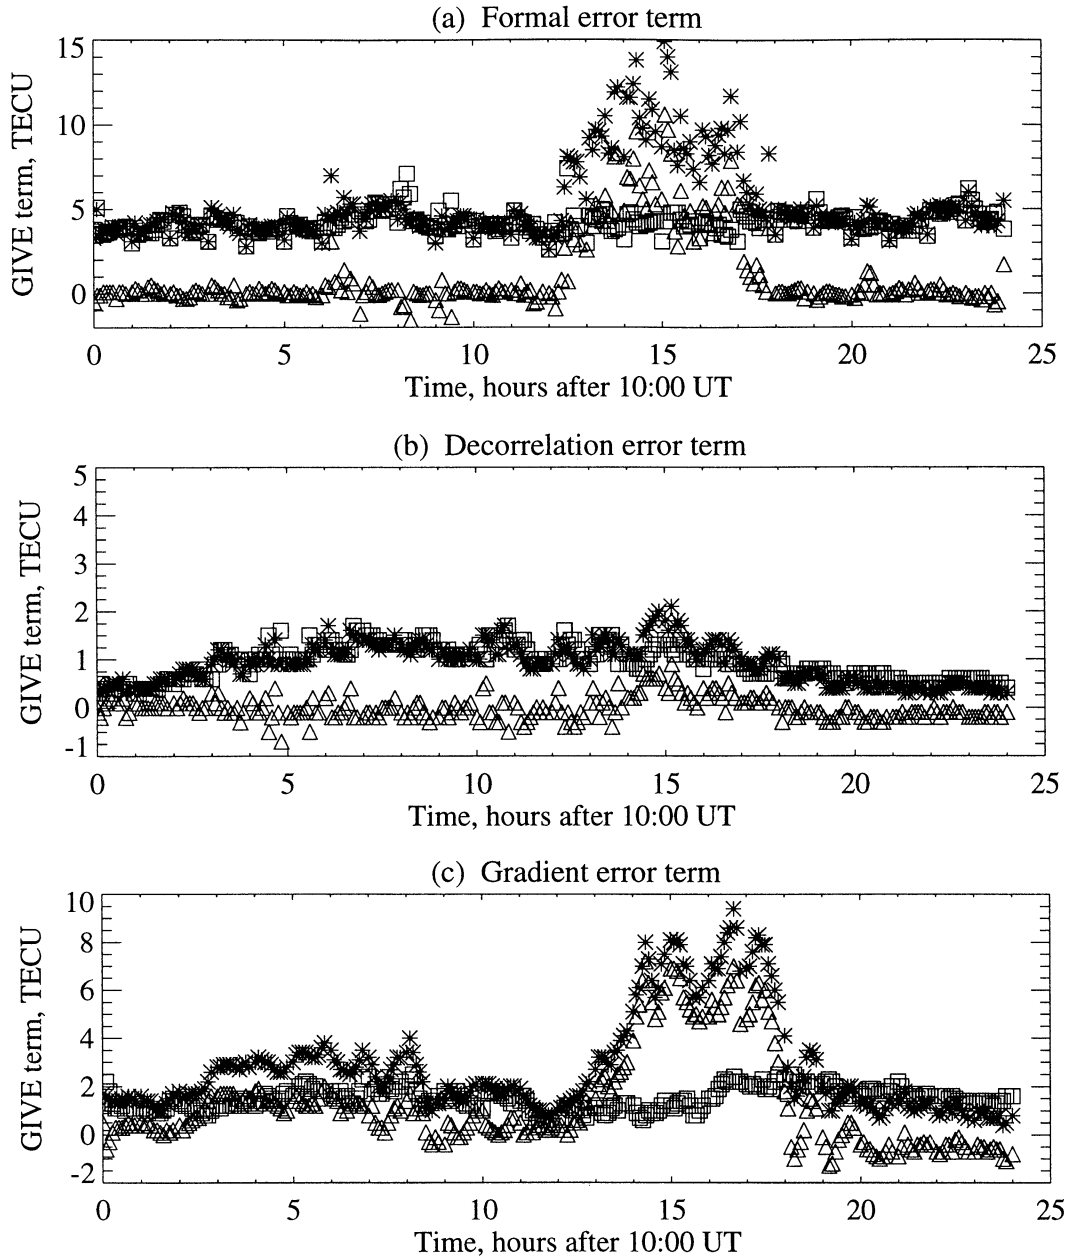 (a) Formal error term
15
10
5
0
GIVE term, TECU
0 5 10 15 20 25
Time, hours after 10:00 UT
(b) Decorrelation error term
5
4
3
2
1
0
-1
GIVE term, TECU
0 5 10 15 20 25
Time, hours after 10:00 UT
(c) Gradient error term
10
8
6
4
2
0
-2
GIVE term, TECU
0 5 10 15 20 25
Time, hours after 10:00 UT